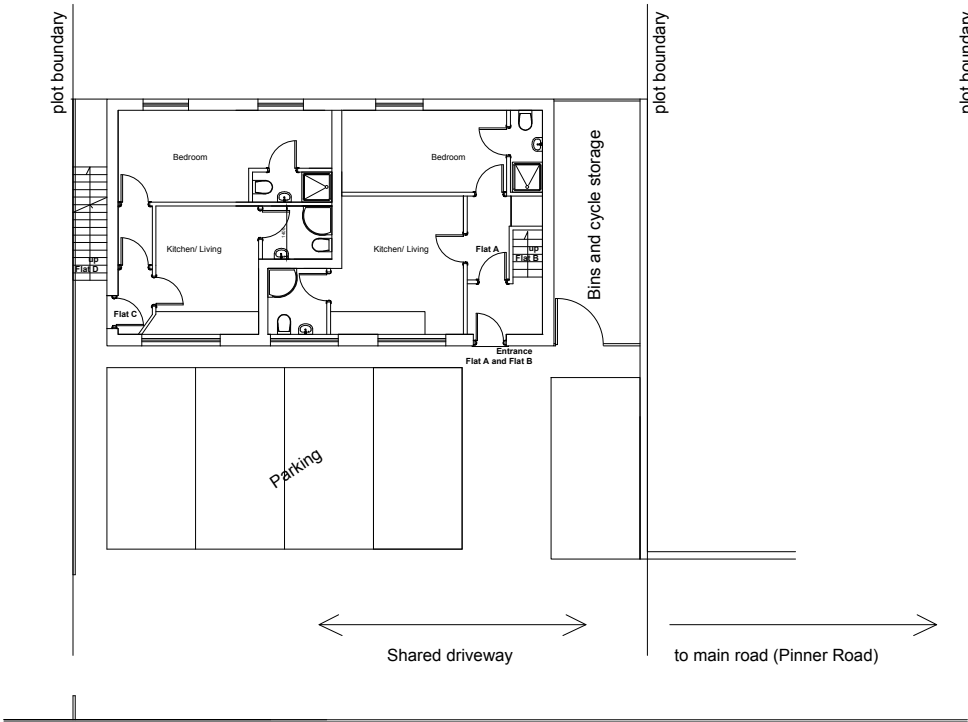 plot boundary
plot boundary
plot boundary
Bedroom
Bedroom
Bins and cycle storage
Kitchen/ Living
Kitchen/ Living
Flat A
up
Flat B
up
Flat D
Flat C
Entrance
Flat A and Flat B
Parking
Shared driveway
to main road (Pinner Road)